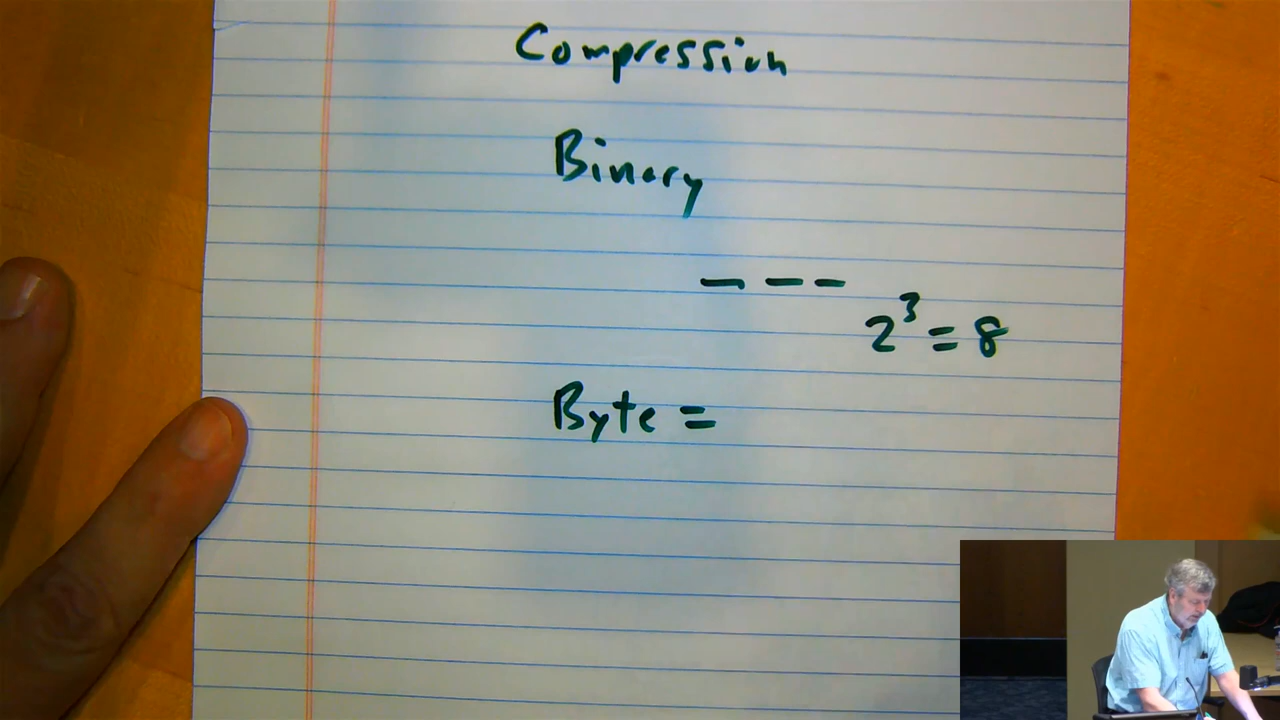 Compression
Binary
_ _ _
2³ = 8
Byte =